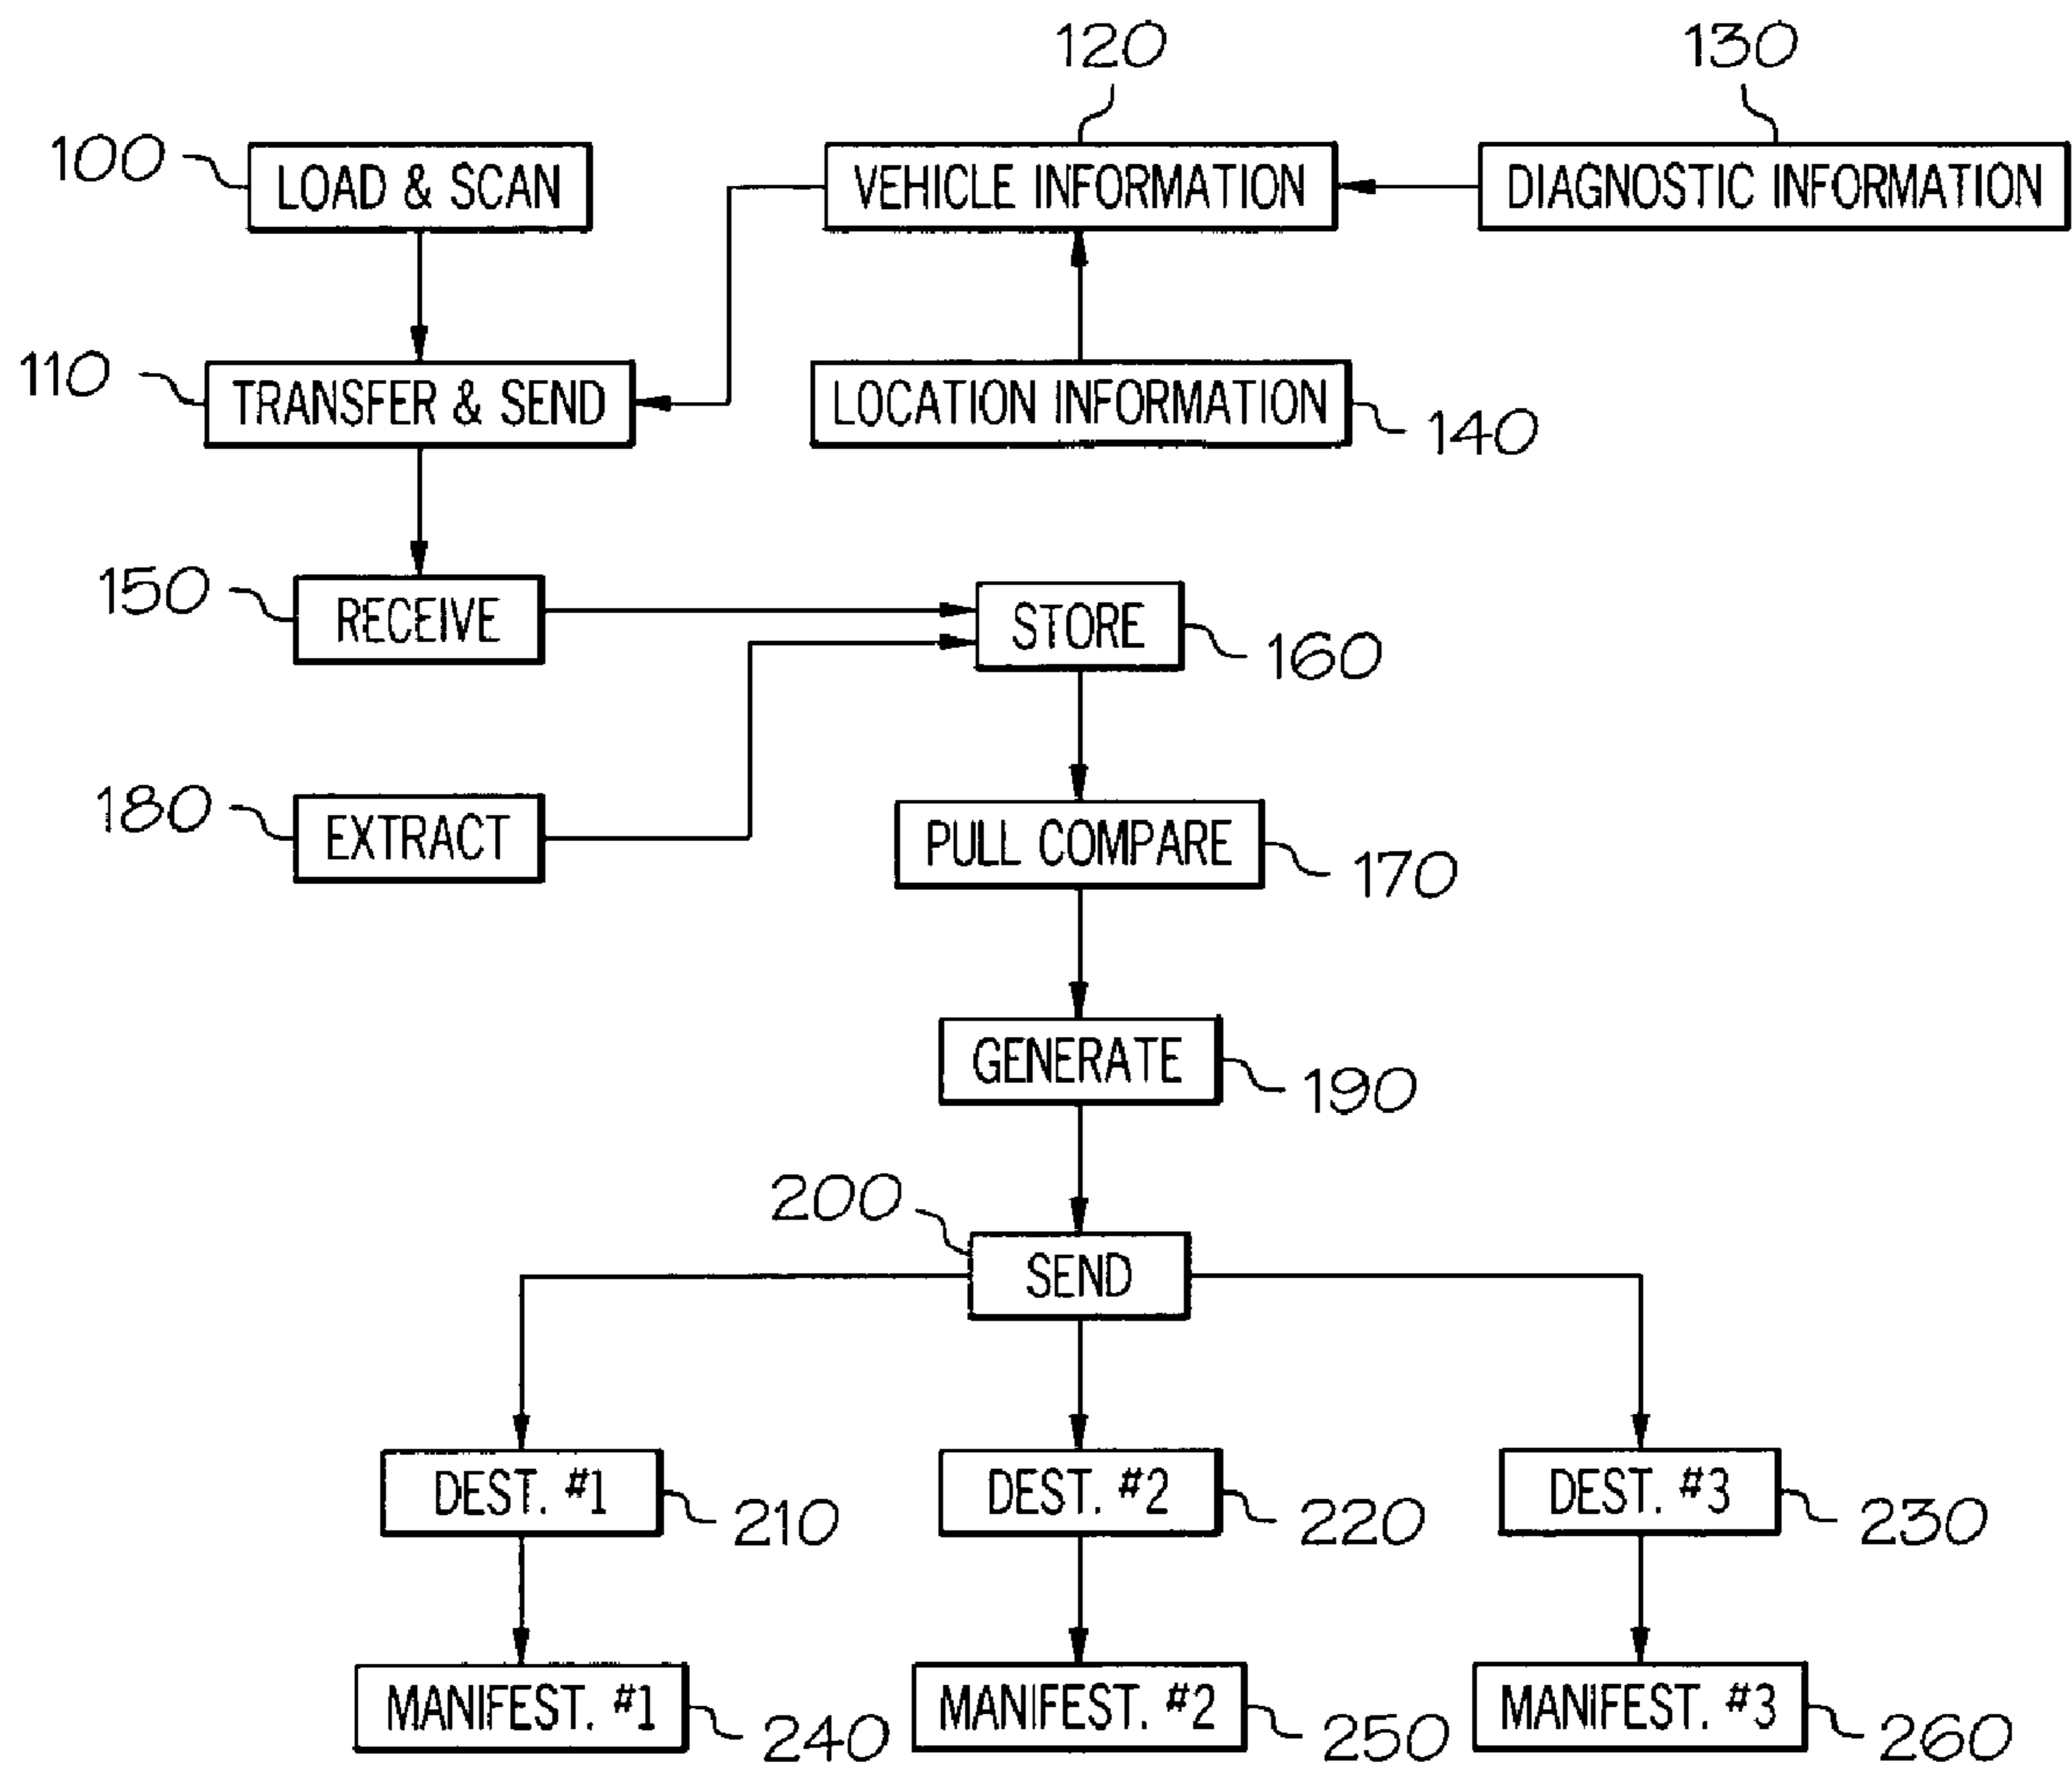 120
130
100
LOAD & SCAN
VEHICLE INFORMATION
DIAGNOSTIC INFORMATION
110
TRANSFER & SEND
LOCATION INFORMATION
140
150
RECEIVE
STORE
160
180
EXTRACT
PULL COMPARE
170
GENERATE
190
200
SEND
DEST. #1
210
DEST. #2
220
DEST. #3
230
MANIFEST. #1
240
MANIFEST. #2
250
MANIFEST. #3
260